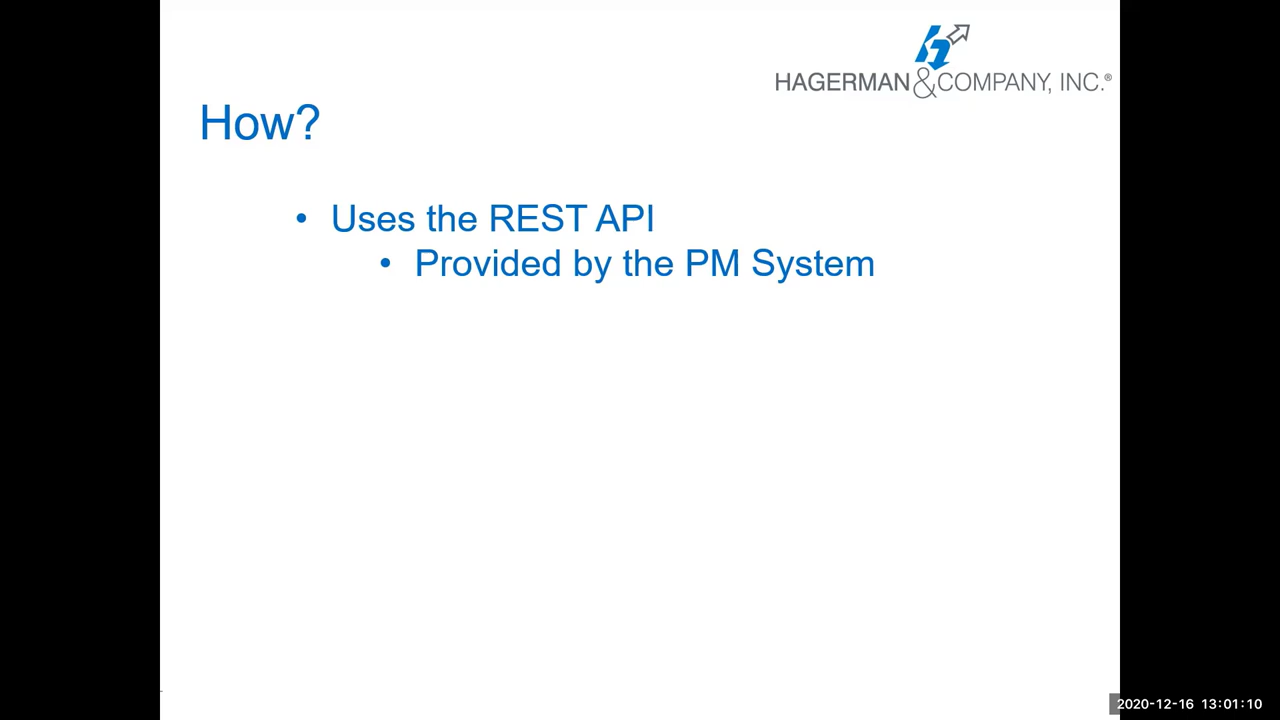 HAGERMAN &COMPANY, INC.®
How?
• Uses the REST API
• Provided by the PM System
2020-12-16 13:01:10